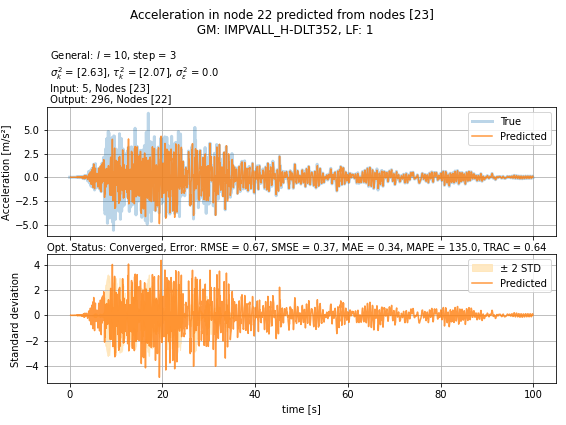 Acceleration in node 22 predicted from nodes [23]
GM: IMPVALL_H-DLT352, LF: 1
General: l = 10, step = 3
σ²ₖ = [2.63], τ²ₖ = [2.07], σ²ε = 0.0
Input: 5, Nodes [23]
Output: 296, Nodes [22]
Acceleration [m/s²]
5.0
2.5
0.0
−2.5
−5.0
True
Predicted
Opt. Status: Converged, Error: RMSE = 0.67, SMSE = 0.37, MAE = 0.34, MAPE = 135.0, TRAC = 0.64
Standard deviation
4
2
0
−2
−4
± 2 STD
Predicted
0 20 40 60 80 100
time [s]